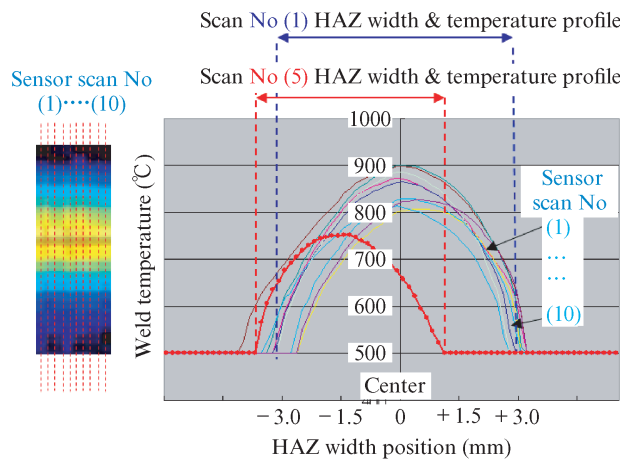 Scan No (1) HAZ width & temperature profile
Scan No (5) HAZ width & temperature profile
Sensor scan No
(1)····(10)
Weld temperature (℃)
1000
900
800
700
600
500
Sensor
scan No
(1)
...
...
(10)
Center
−3.0 −1.5 0 +1.5 +3.0
HAZ width position (mm)